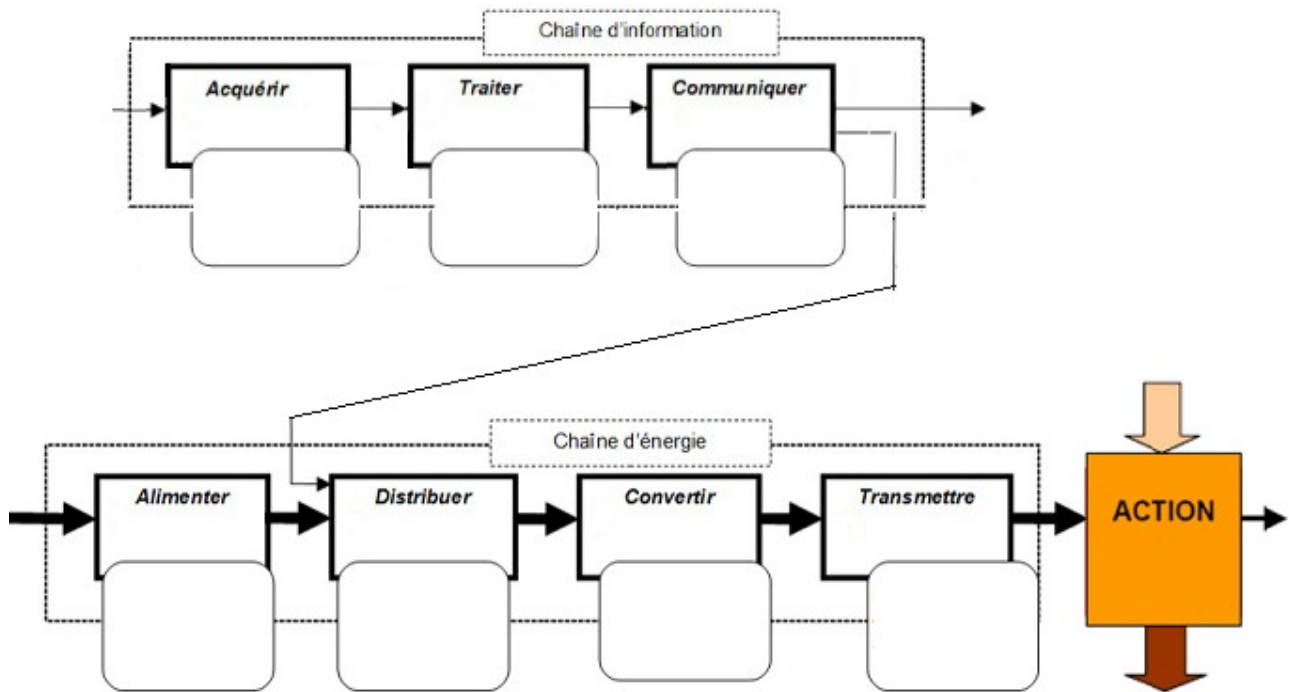 Chaîne d'information
Acquérir
Traiter
Communiquer
Chaîne d'énergie
Alimenter
Distribuer
Convertir
Transmettre
ACTION